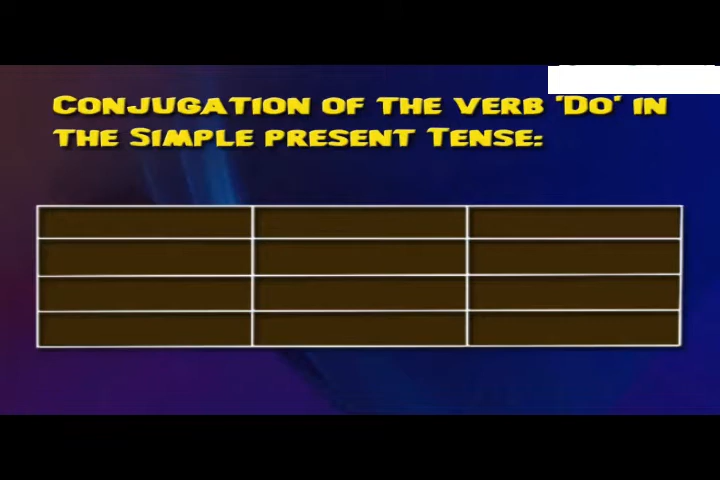 Conjugation of the verb 'Do' in
the Simple present Tense: